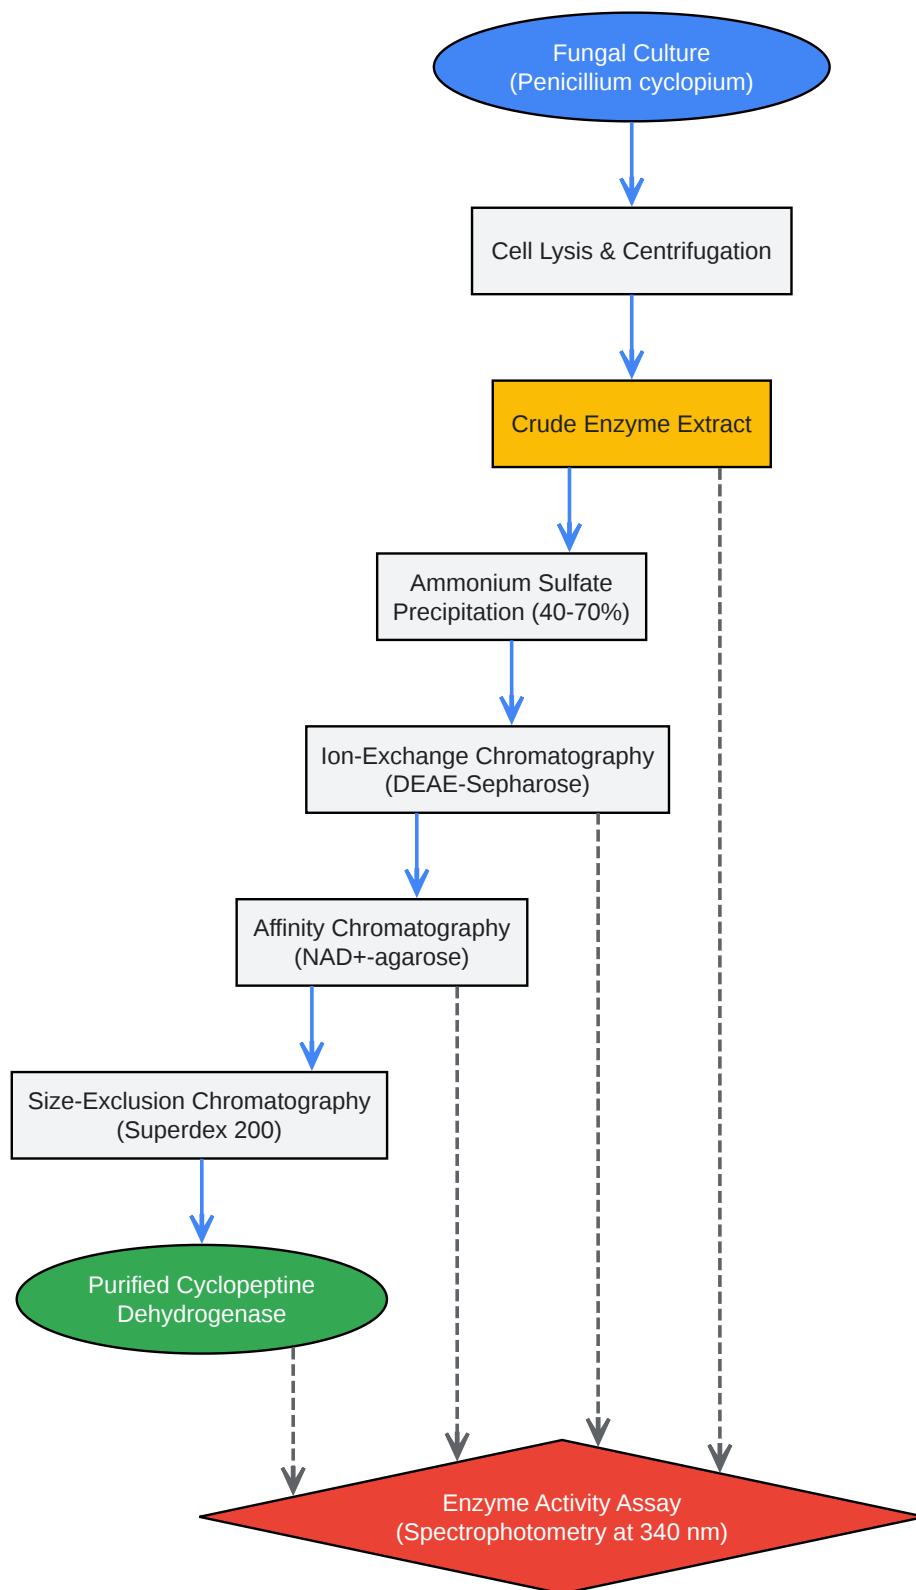 Fungal Culture
(Penicillium cyclopium)
Cell Lysis & Centrifugation
Crude Enzyme Extract
Ammonium Sulfate
Precipitation (40-70%)
Ion-Exchange Chromatography
(DEAE-Sepharose)
Affinity Chromatography
(NAD+-agarose)
Size-Exclusion Chromatography
(Superdex 200)
Purified Cyclopeptine
Dehydrogenase
Enzyme Activity Assay
(Spectrophotometry at 340 nm)